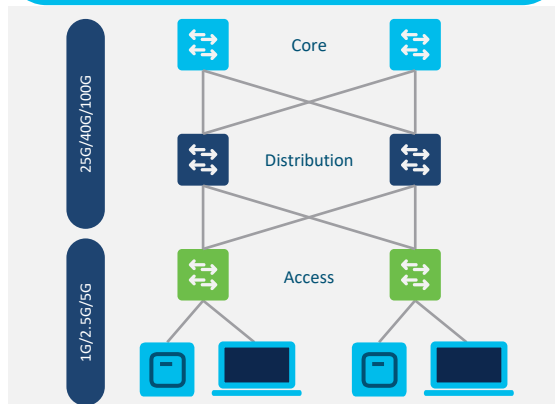 Core
25G/40G/100G
Distribution
Access
1G/2.5G/5G